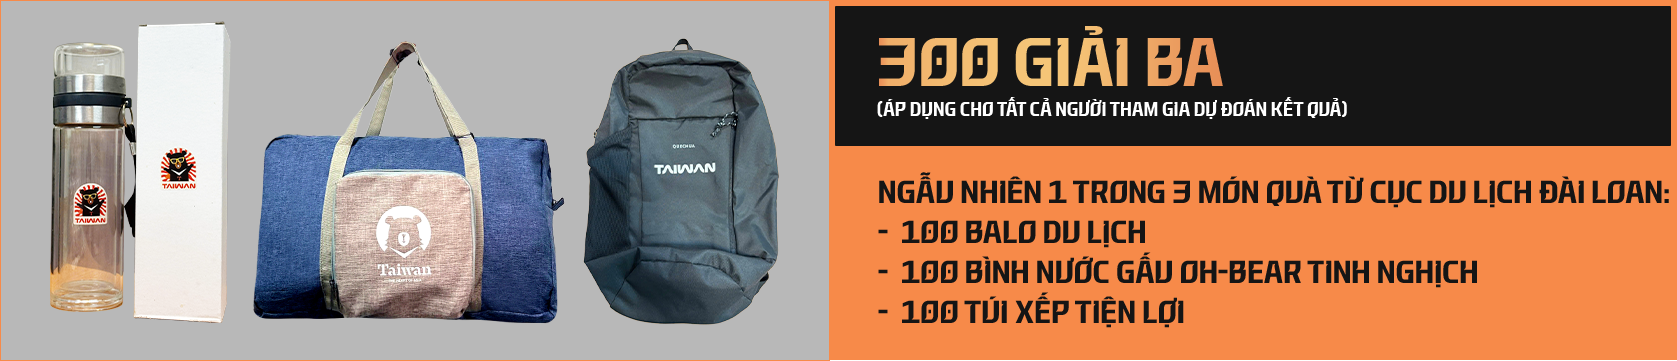 TAIWAN
TAIWAN
Taiwan
TAIWAN
300 GIẢI BA
(ÁP DỤNG CHO TẤT CẢ NGƯỜI THAM GIA DỰ ĐOÁN KẾT QUẢ)
NGẪU NHIÊN 1 TRONG 3 MÓN QUÀ TỪ CỤC DU LỊCH ĐÀI LOAN:
- 100 BALO DU LỊCH
- 100 BÌNH NƯỚC GẤU OH-BEAR TINH NGHỊCH
- 100 TÚI XẾP TIỆN LỢI